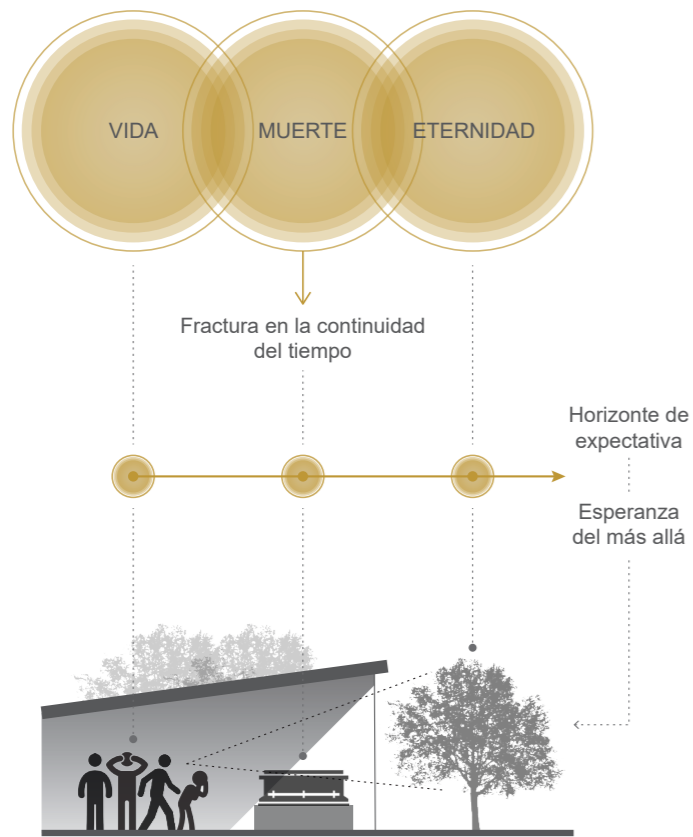 VIDA
MUERTE
ETERNIDAD
Fractura en la continuidad
del tiempo
Horizonte de
expectativa
Esperanza
del más allá